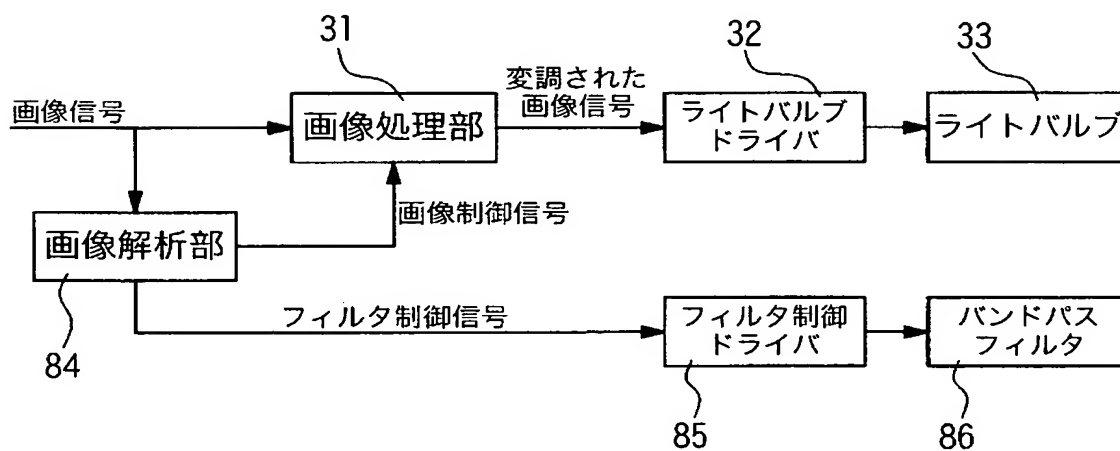 31
32
33
画像信号
画像処理部
変調された
画像信号
ライトバルブ
ドライバ
ライトバルブ
画像制御信号
画像解析部
84
フィルタ制御信号
フィルタ制御
ドライバ
バンドパス
フィルタ
85
86